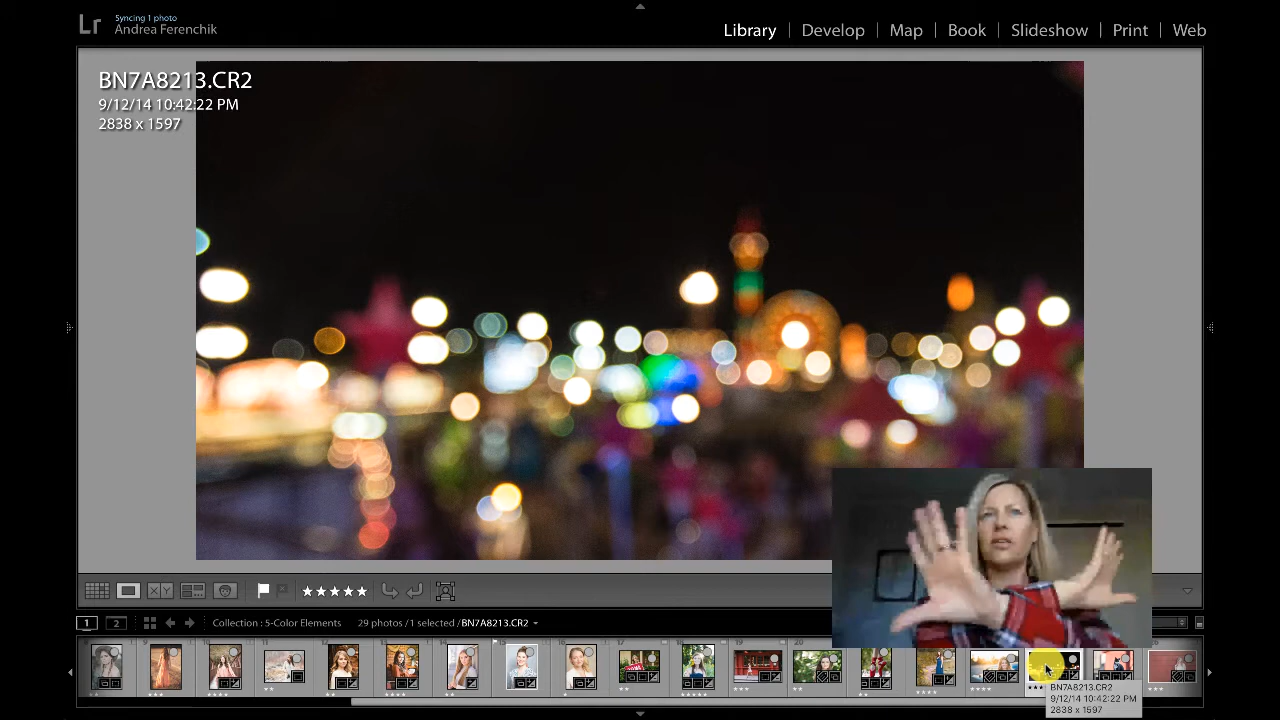 Lr
Syncing 1 photo
Andrea Ferenchik
Library
Develop
Map
Book
Slideshow
Print
Web
BN7A8213.CR2
9/12/14 10:42:22 PM
2838 x 1597
1
2
Collection : 5-Color Elements
29 photos / 1 selected / BN7A8213.CR2
BN7A8213.CR2
9/12/14 10:42:22 PM
2838 x 1597